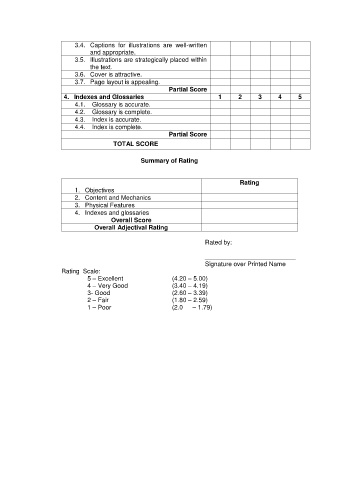 3.4. Captions for illustrations are well-written
and appropriate.
3.5. Illustrations are strategically placed within
the text.
3.6. Cover is attractive.
3.7. Page layout is appealing.
Partial Score
4. Indexes and Glossaries 1 2 3 4 5
4.1. Glossary is accurate.
4.2. Glossary is complete.
4.3. Index is accurate.
4.4. Index is complete.
Partial Score
TOTAL SCORE
Summary of Rating
Rating
1. Objectives
2. Content and Mechanics
3. Physical Features
4. Indexes and glossaries
Overall Score
Overall Adjectival Rating
Rated by:
Signature over Printed Name
Rating Scale:
5 – Excellent (4.20 – 5.00)
4 – Very Good (3.40 – 4.19)
3- Good (2.60 – 3.39)
2 – Fair (1.80 – 2.59)
1 – Poor (2.0 – 1.79)